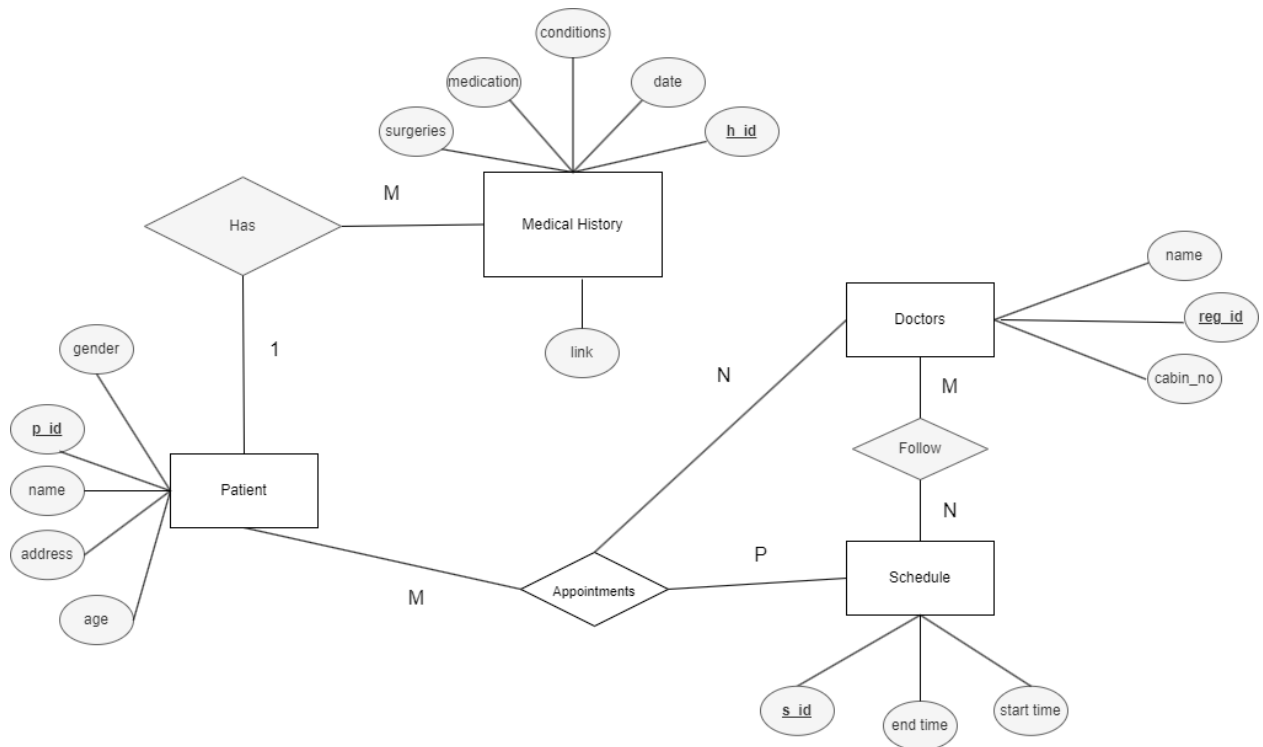 conditions
medication
date
surgeries
h_id
M
Has
Medical History
name
Doctors
reg_id
link
cabin_no
gender
1
N
M
p_id
Follow
name
Patient
N
address
P
Schedule
M
Appointments
age
s_id
end time
start time